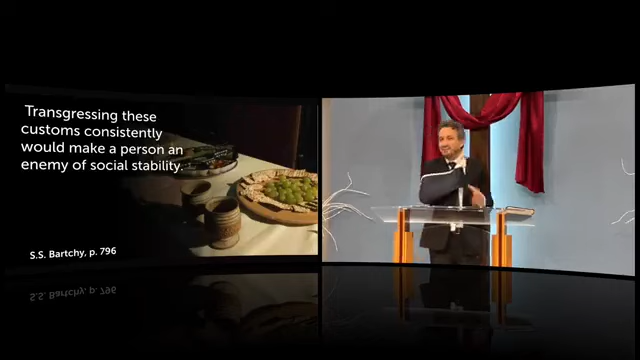 Transgressing these
customs consistently
would make a person an
enemy of social stability.
S.S. Bartchy, p. 796